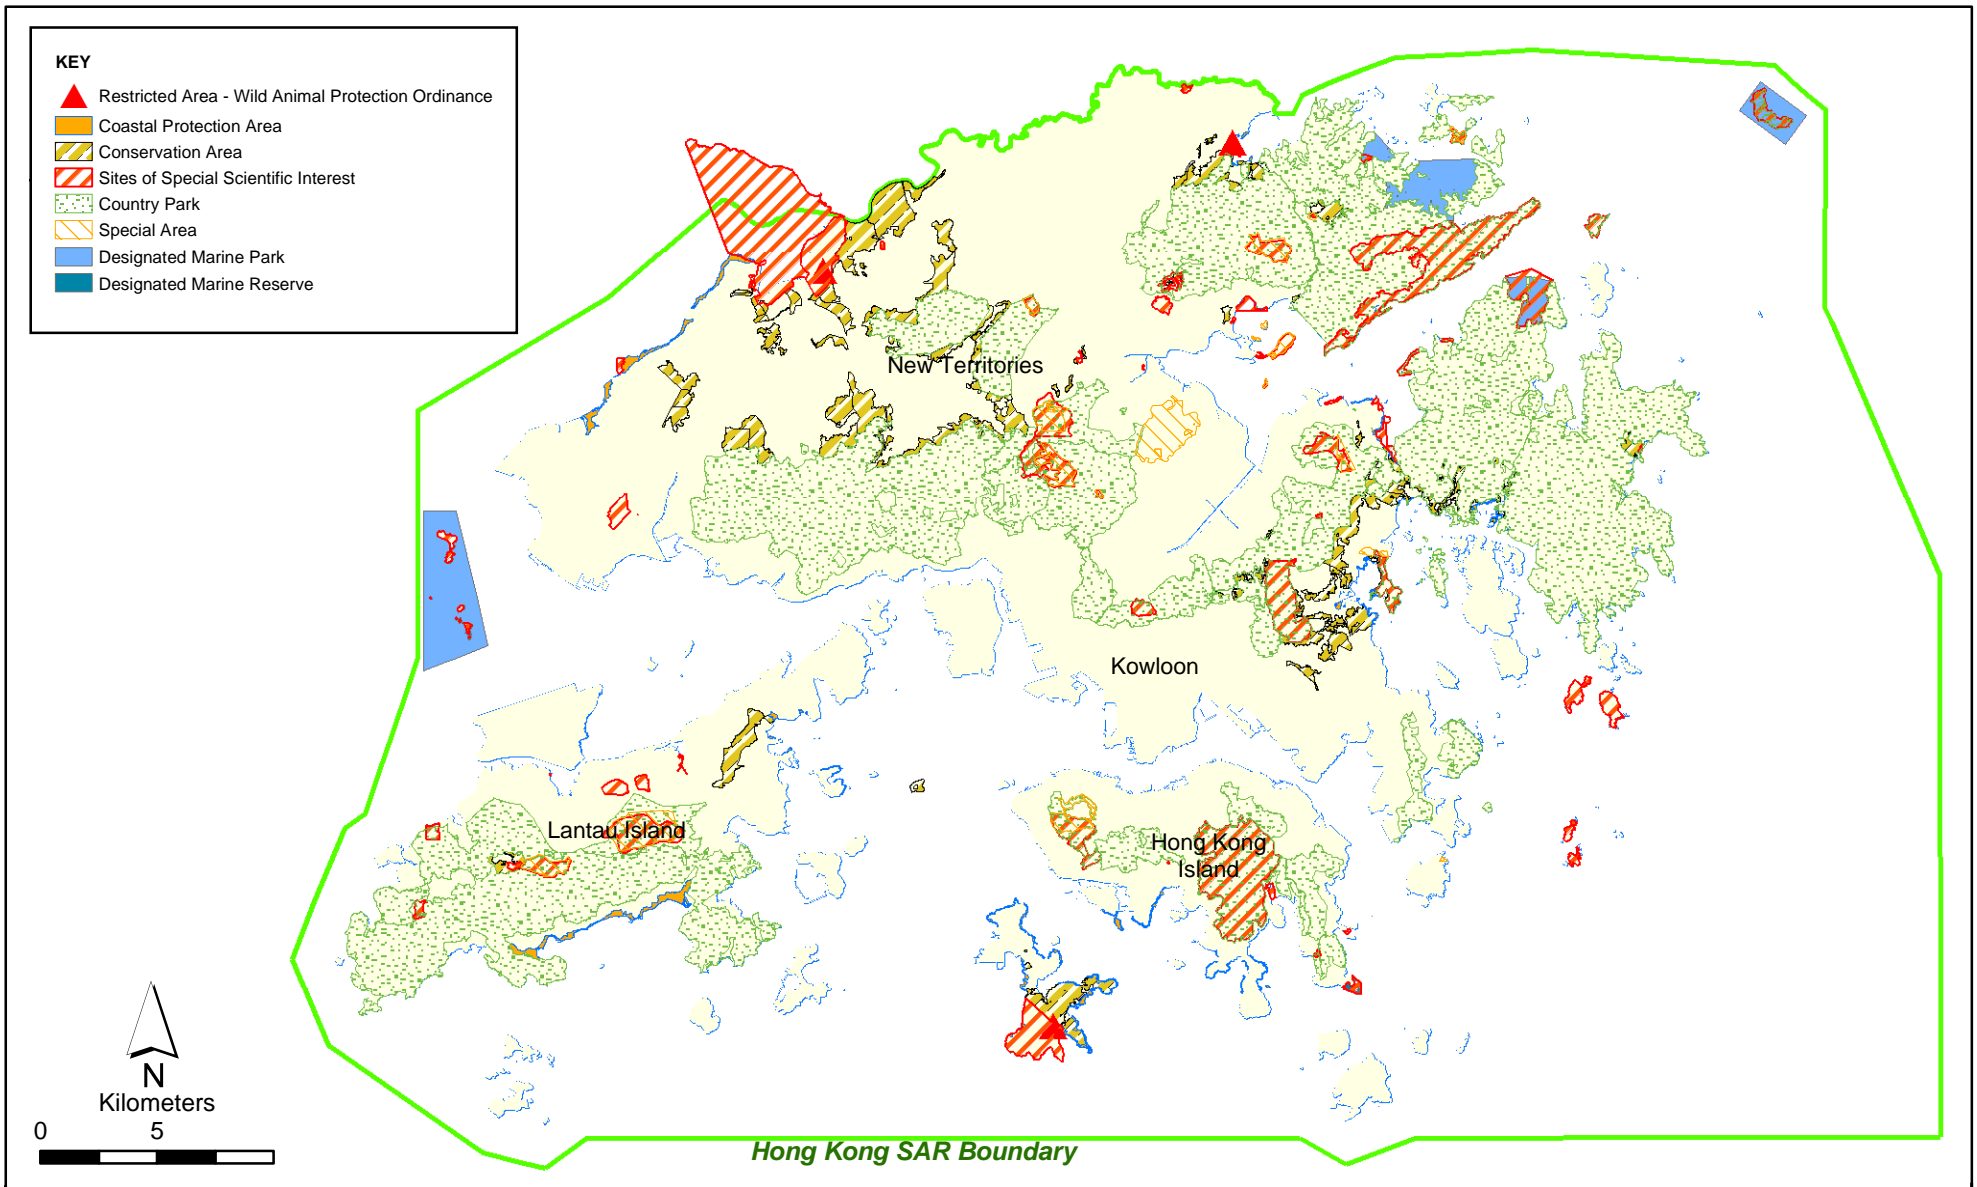 KEY
Restricted Area - Wild Animal Protection Ordinance
Coastal Protection Area
Conservation Area
Sites of Special Scientific Interest
Country Park
Special Area
Designated Marine Park
Designated Marine Reserve
New Territories
Kowloon
Lantau Island
Hong Kong
Island
N
Kilometers
0 5
Hong Kong SAR Boundary